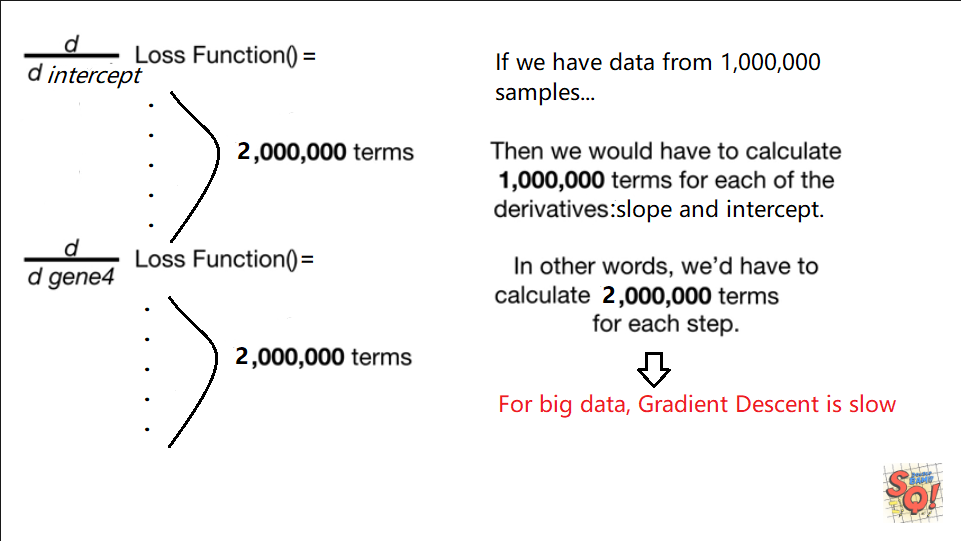 d
d intercept
Loss Function() =
2,000,000 terms
d
d gene4
Loss Function() =
2,000,000 terms
If we have data from 1,000,000
samples...
Then we would have to calculate
1,000,000 terms for each of the
derivatives:slope and intercept.
In other words, we'd have to
calculate 2,000,000 terms
for each step.
For big data, Gradient Descent is slow
DOUBLE
BAM!!
SQ!